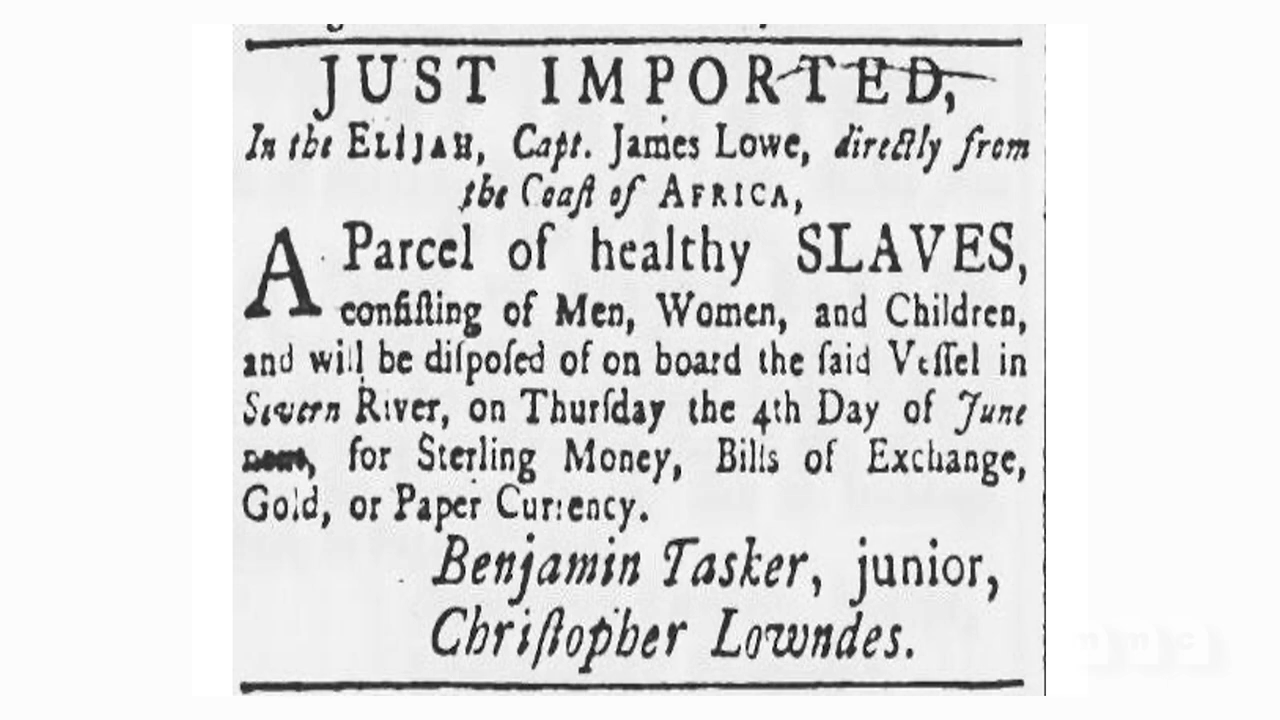 JUST IMPORTED,
In the ELIJAH, Capt. James Lowe, directly from
the Coaſt of AFRICA,
A Parcel of healthy SLAVES,
conſiſting of Men, Women, and Children,
and will be diſpoſed of on board the ſaid Veſſel in
Severn River, on Thurſday the 4th Day of June
next, for Sterling Money, Bills of Exchange,
Gold, or Paper Currency.
Benjamin Tasker, junior,
Chriſtopher Lowndes.